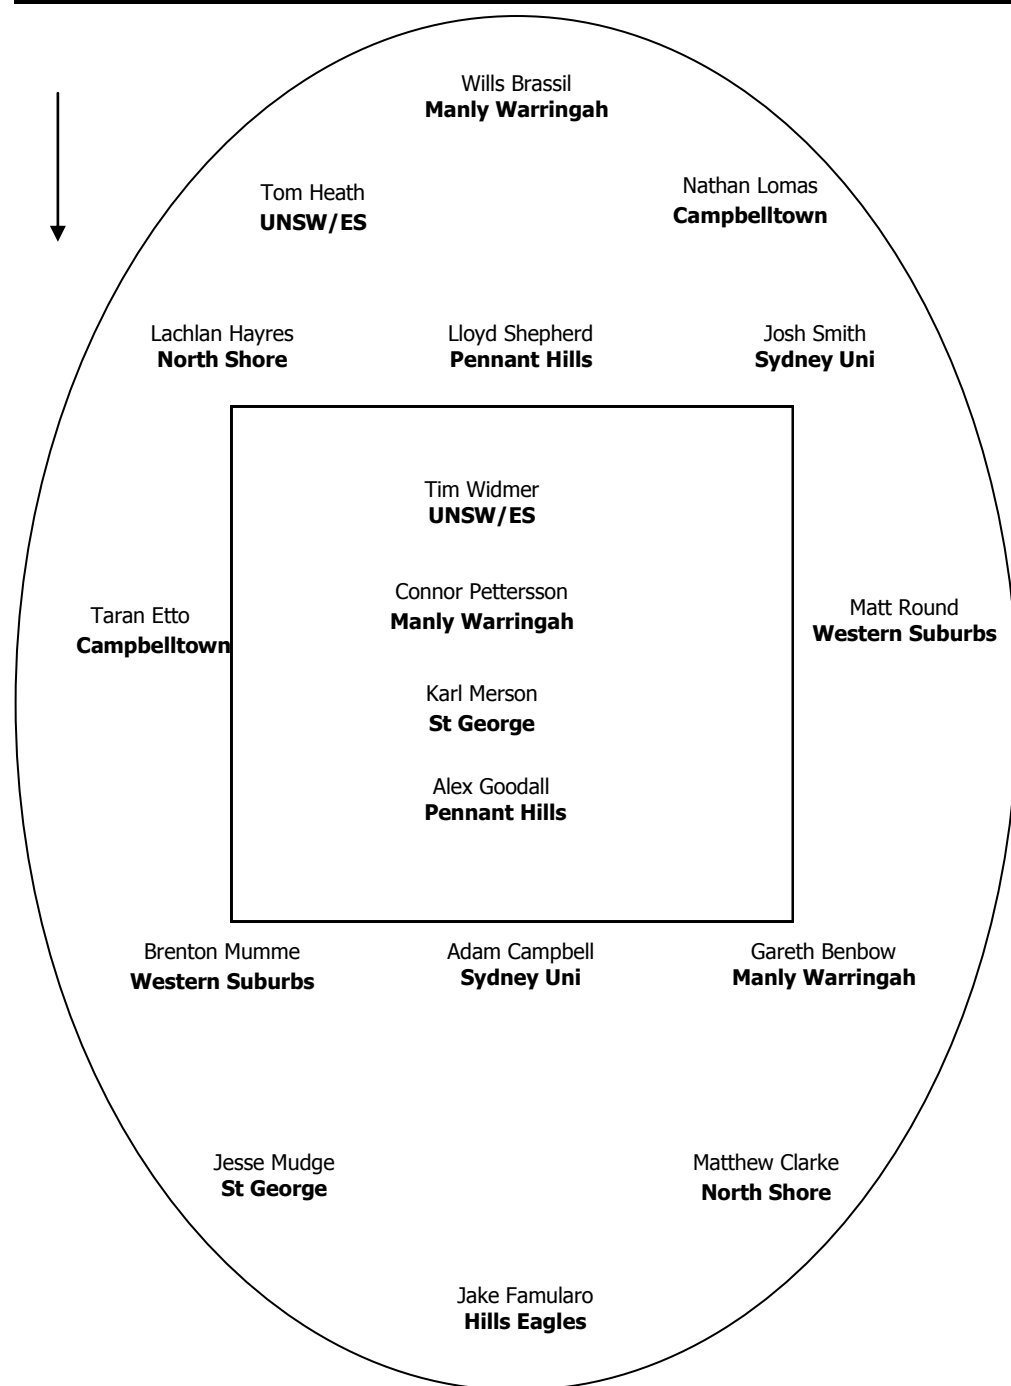 Wills Brassil
Manly Warringah
Tom Heath
UNSW/ES
Nathan Lomas
Campbelltown
Lachlan Hayres
North Shore
Lloyd Shepherd
Pennant Hills
Josh Smith
Sydney Uni
Tim Widmer
UNSW/ES
Connor Pettersson
Manly Warringah
Taran Etto
Campbelltown
Matt Round
Western Suburbs
Karl Merson
St George
Alex Goodall
Pennant Hills
Brenton Mumme
Western Suburbs
Adam Campbell
Sydney Uni
Gareth Benbow
Manly Warringah
Jesse Mudge
St George
Matthew Clarke
North Shore
Jake Famularo
Hills Eagles